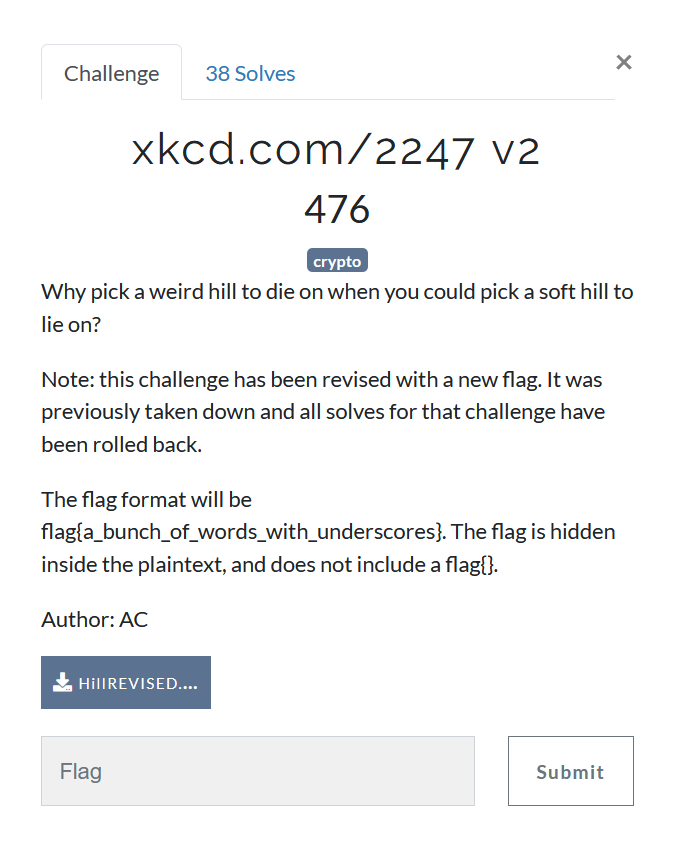 Challenge
38 Solves
×
xkcd.com/2247 v2
476
crypto
Why pick a weird hill to die on when you could pick a soft hill to
lie on?
Note: this challenge has been revised with a new flag. It was
previously taken down and all solves for that challenge have
been rolled back.
The flag format will be
flag{a_bunch_of_words_with_underscores}. The flag is hidden
inside the plaintext, and does not include a flag{}.
Author: AC
HillREVISED....
Flag
Submit